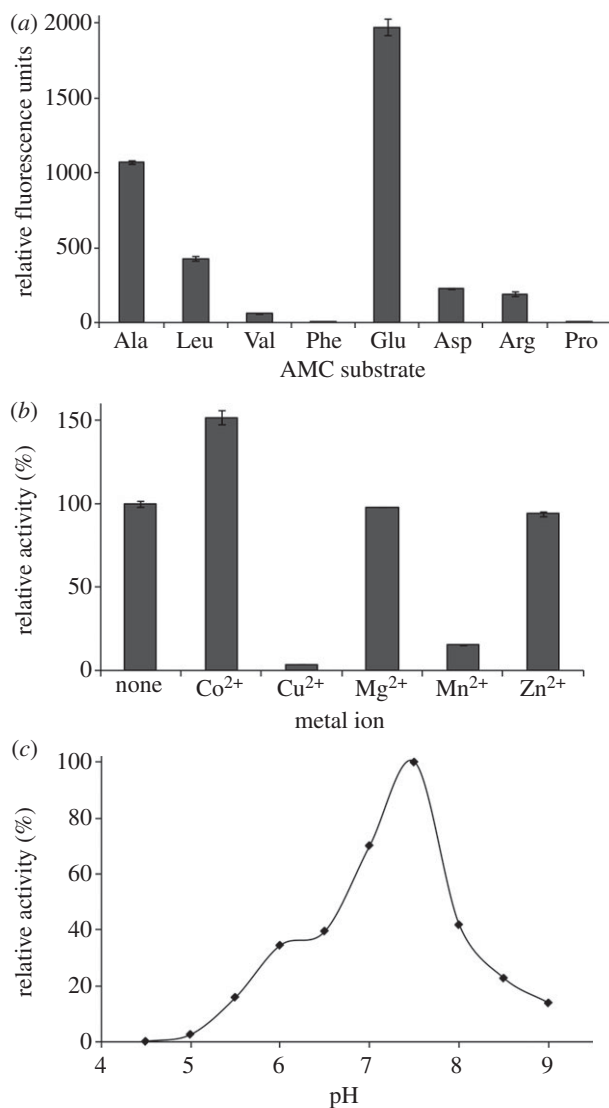 (a)
2000
1500
1000
500
0
relative fluorescence units
Ala Leu Val Phe Glu Asp Arg Pro
AMC substrate
(b)
150
100
50
0
relative activity (%)
none Co²⁺ Cu²⁺ Mg²⁺ Mn²⁺ Zn²⁺
metal ion
(c)
100
80
60
40
20
0
relative activity (%)
4 5 6 7 8 9
pH